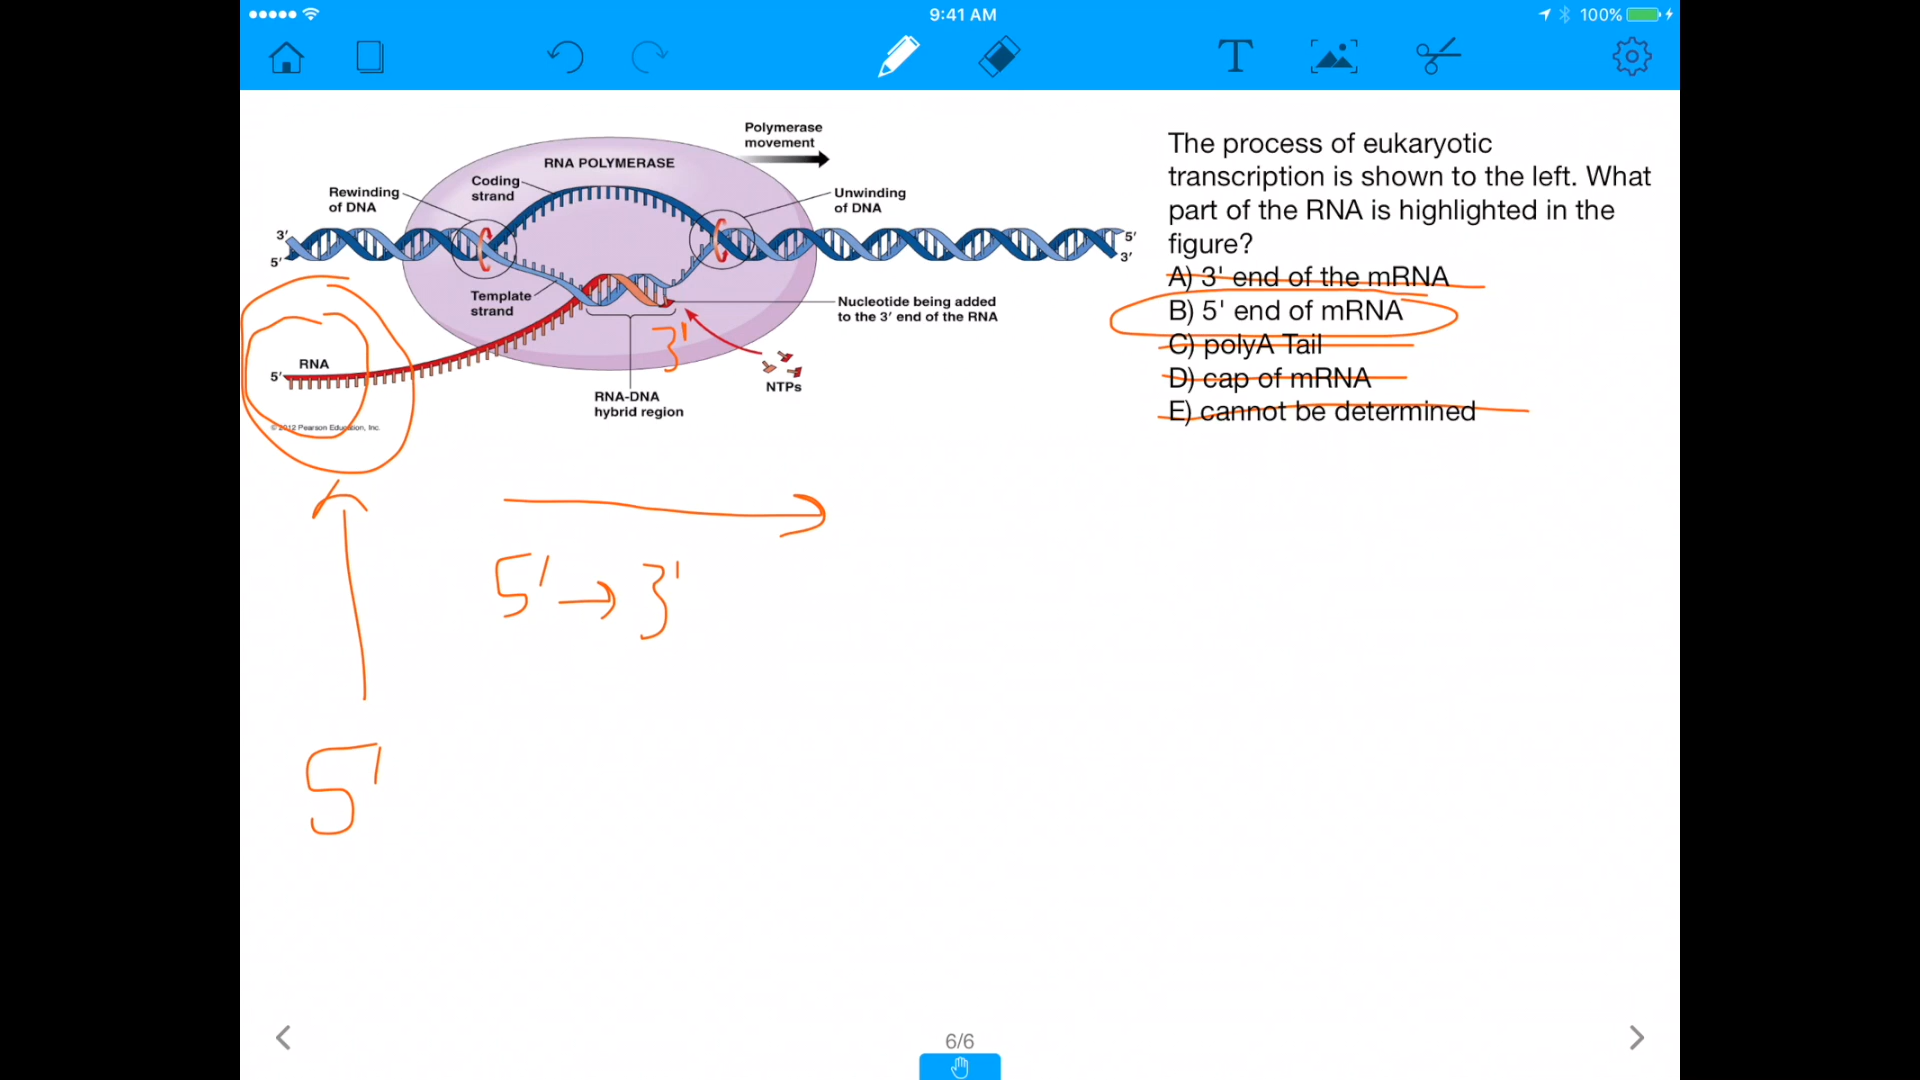 9:41 AM
100%
T
Polymerase
movement
RNA POLYMERASE
Coding
strand
Rewinding
of DNA
Unwinding
of DNA
3′
5′
5′
3′
Template
strand
Nucleotide being added
to the 3′ end of the RNA
3'
RNA
5′
NTPs
RNA-DNA
hybrid region
© 2012 Pearson Education, Inc.
The process of eukaryotic
transcription is shown to the left. What
part of the RNA is highlighted in the
figure?
A) 3' end of the mRNA
B) 5' end of mRNA
C) polyA Tail
D) cap of mRNA
E) cannot be determined
5' → 3'
5'
6/6